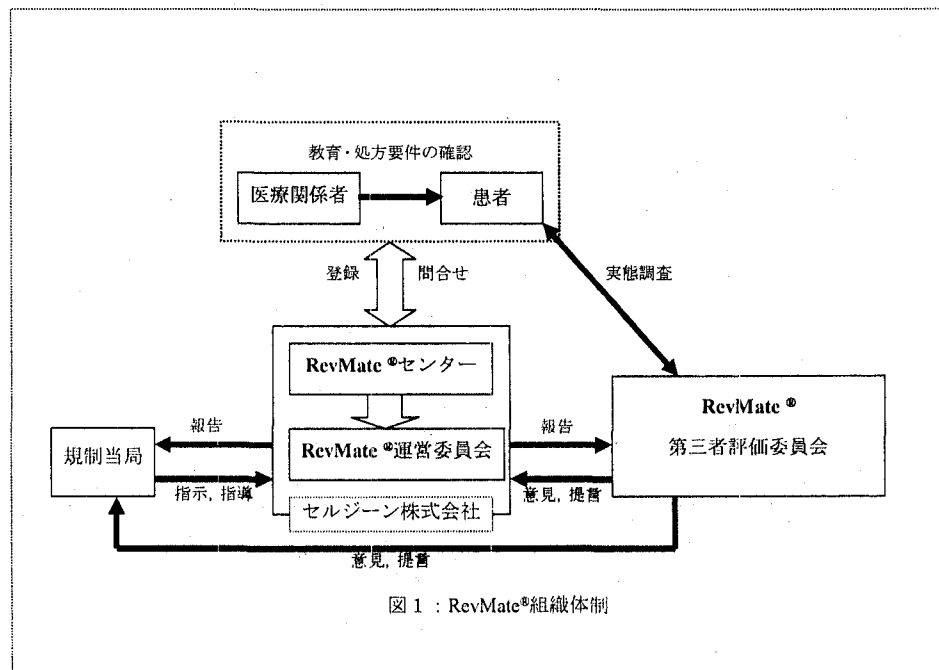 教育・処方要件の確認
医療関係者
患者
登録
問合せ
実態調査
RevMate®センター
RevMate®
第三者評価委員会
報告
報告
規制当局
RevMate®運営委員会
指示, 指導
意見, 提言
セルジーン株式会社
意見, 提言
図1：RevMate®組織体制